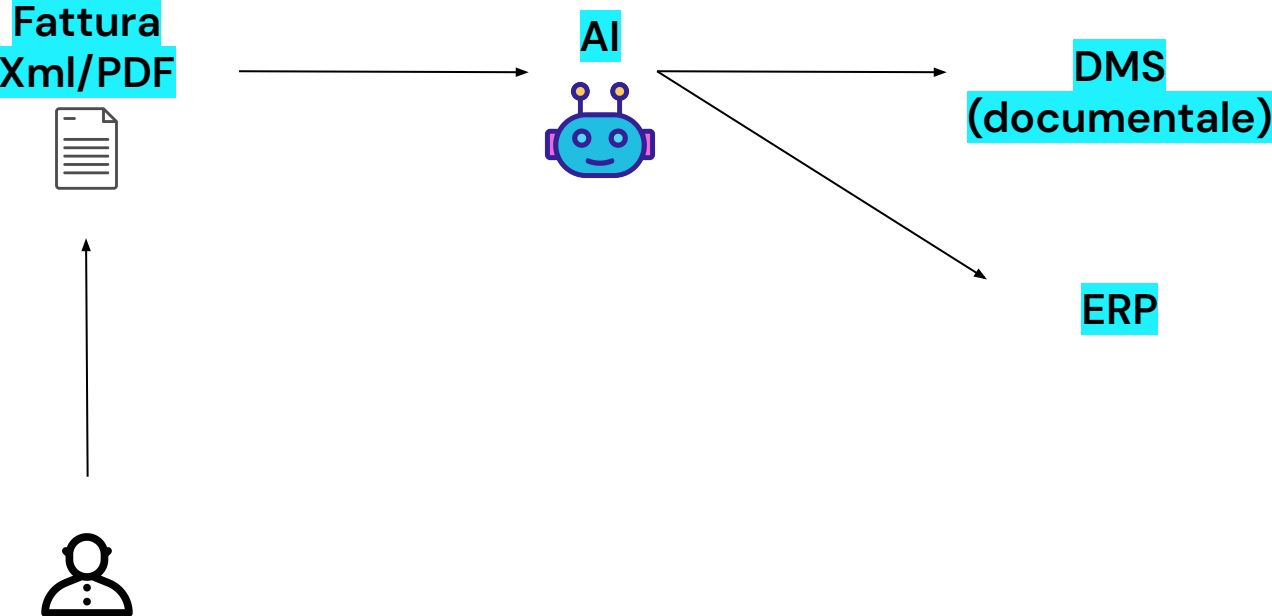 Fattura
Xml/PDF
AI
DMS
(documentale)
ERP